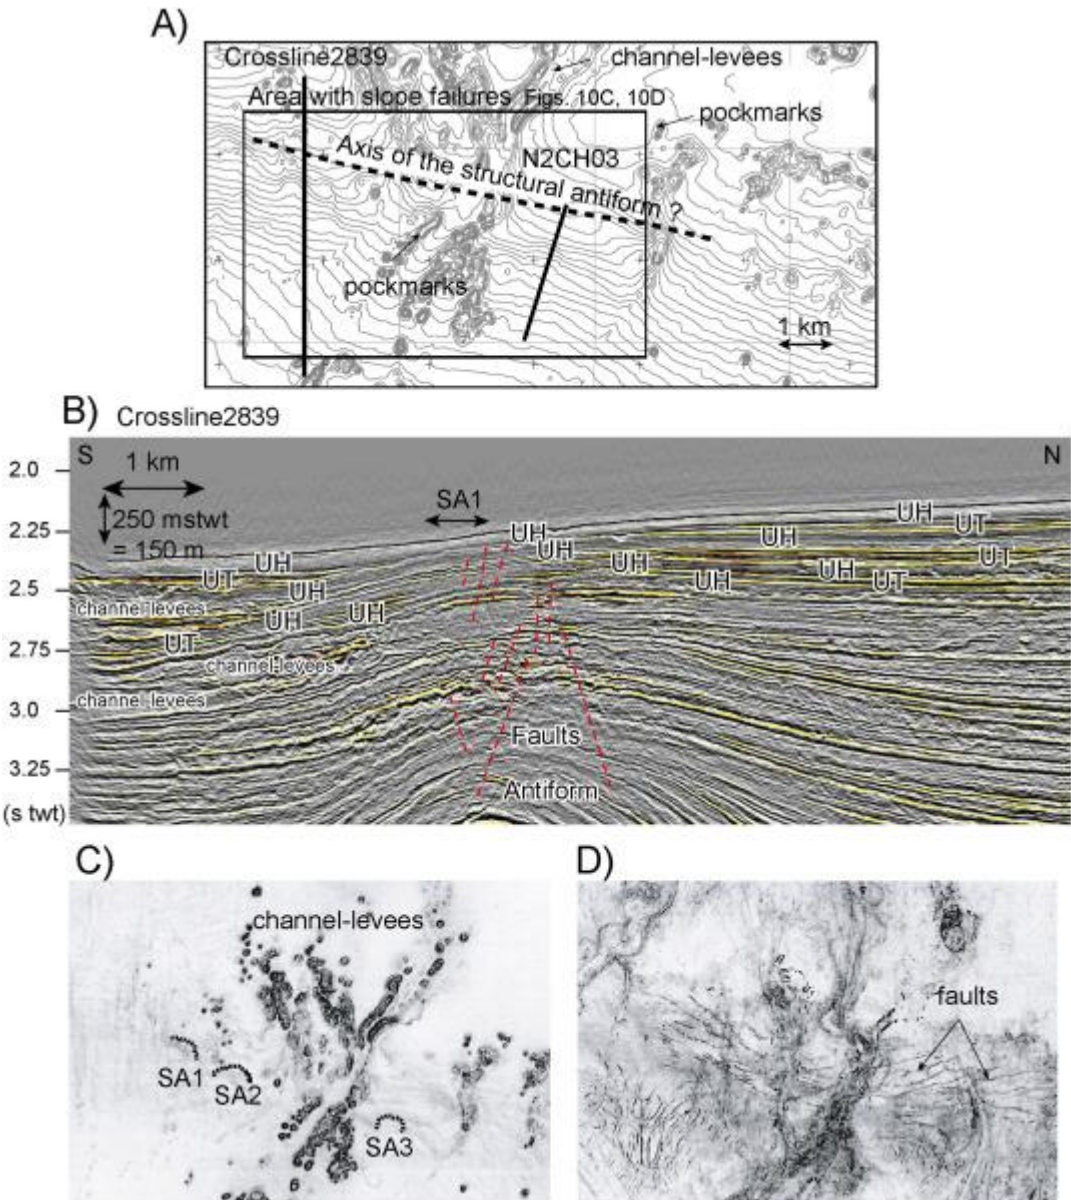 A)
Crossline2839
channel-levees
Area with slope failures Figs. 10C, 10D
pockmarks
Axis of the structural antiform ?
N2CH03
pockmarks
1 km
B) Crossline2839
S
N
1 km
2.0
SA1
250 mstwt
= 150 m
2.25
UH
UH
UH
UT
UH
UH
UT
UH
UH
UT
UH
UT
2.5
UH
channel-levees
UH
UH
UT
2.75
channel-levees
channel-levees
3.0
Faults
3.25
Antiform
(s twt)
C)
D)
channel-levees
faults
SA1
SA2
SA3